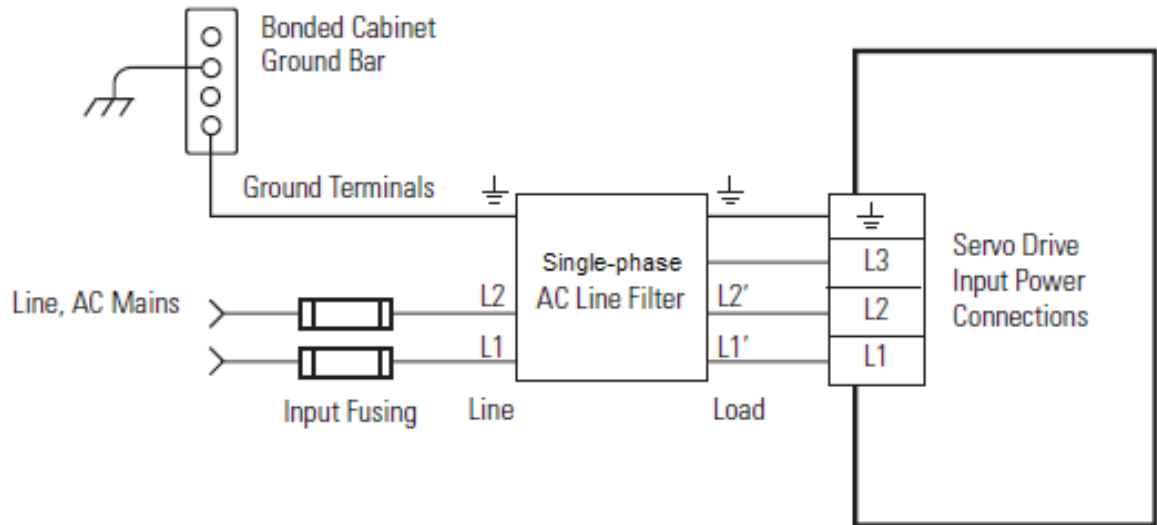 Bonded Cabinet
Ground Bar
Ground Terminals
Single-phase
AC Line Filter
Line, AC Mains
L2
L1
L2'
L1'
Input Fusing
Line
Load
L3
L2
L1
Servo Drive
Input Power
Connections